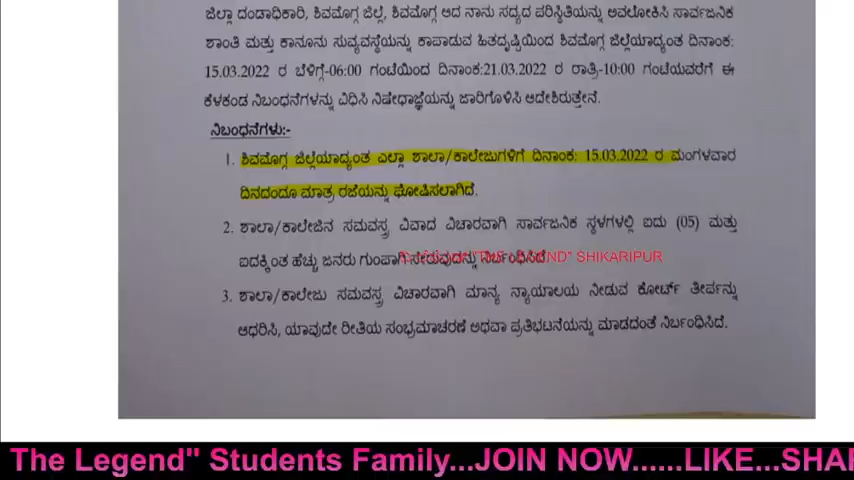 ಜಿಲ್ಲಾ ದಂಡಾಧಿಕಾರಿ, ಶಿವಮೊಗ್ಗ ಜಿಲ್ಲೆ, ಶಿವಮೊಗ್ಗ ಆದ ನಾನು ಸದ್ಯದ ಪರಿಸ್ಥಿತಿಯನ್ನು ಅವಲೋಕಿಸಿ ಸಾರ್ವಜನಿಕ
ಶಾಂತಿ ಮತ್ತು ಕಾನೂನು ಸುವ್ಯವಸ್ಥೆಯನ್ನು ಕಾಪಾಡುವ ಹಿತದೃಷ್ಠಿಯಿಂದ ಶಿವಮೊಗ್ಗ ಜಿಲ್ಲೆಯಾದ್ಯಂತ ದಿನಾಂಕ:
15.03.2022 ರ ಬೆಳಿಗ್ಗೆ-06:00 ಗಂಟೆಯಿಂದ ದಿನಾಂಕ:21.03.2022 ರ ರಾತ್ರಿ-10:00 ಗಂಟೆಯವರೆಗೆ ಈ
ಕೆಳಕಂಡ ನಿಬಂಧನೆಗಳನ್ನು ವಿಧಿಸಿ ನಿಷೇಧಾಜ್ಞೆಯನ್ನು ಜಾರಿಗೊಳಿಸಿ ಆದೇಶಿರುತ್ತೇನೆ.
ನಿಬಂಧನೆಗಳು:-
1. ಶಿವಮೊಗ್ಗ ಜಿಲ್ಲೆಯಾದ್ಯಂತ ಎಲ್ಲಾ ಶಾಲಾ/ಕಾಲೇಜುಗಳಿಗೆ ದಿನಾಂಕ: 15.03.2022 ರ ಮಂಗಳವಾರ
ದಿನದಂದೂ ಮಾತ್ರ ರಜೆಯನ್ನು ಘೋಷಿಸಲಾಗಿದೆ.
2. ಶಾಲಾ/ಕಾಲೇಜಿನ ಸಮವಸ್ತ್ರ ವಿವಾದ ವಿಚಾರವಾಗಿ ಸಾರ್ವಜನಿಕ ಸ್ಥಳಗಳಲ್ಲಿ ಐದು (05) ಮತ್ತು
ಐದಕ್ಕಿಂತ ಹೆಚ್ಚು ಜನರು ಗುಂಪಾಗಿ ಸೇರುವುದನ್ನು ನಿರ್ಬಂಧಿಸಿದೆ
"THE LEGEND" SHIKARIPUR
3. ಶಾಲಾ/ಕಾಲೇಜು ಸಮವಸ್ತ್ರ ವಿಚಾರವಾಗಿ ಮಾನ್ಯ ನ್ಯಾಯಾಲಯ ನೀಡುವ ಕೋರ್ಟ್ ತೀರ್ಪನ್ನು
ಆಧರಿಸಿ, ಯಾವುದೇ ರೀತಿಯ ಸಂಭ್ರಮಾಚರಣೆ ಅಥವಾ ಪ್ರತಿಭಟನೆಯನ್ನು ಮಾಡದಂತೆ ನಿರ್ಬಂಧಿಸಿದೆ.
The Legend" Students Family...JOIN NOW......LIKE...SHAR